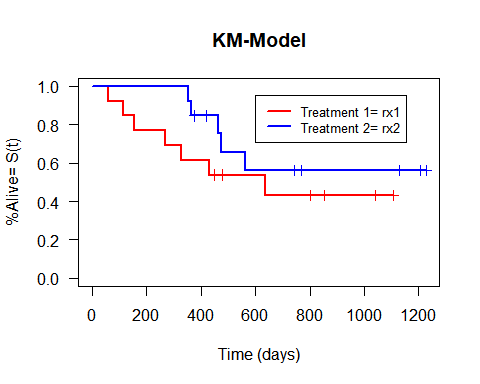 KM-Model
Treatment 1= rx1
Treatment 2= rx2
%Alive= S(t)
1.0
0.8
0.6
0.4
0.2
0.0
0 200 400 600 800 1000 1200
Time (days)